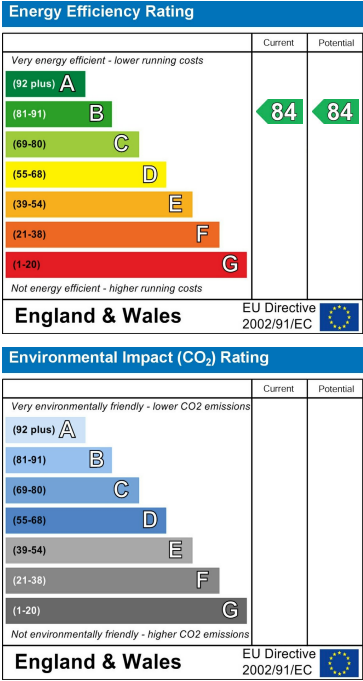 Energy Efficiency Rating
Current Potential
Very energy efficient - lower running costs
(92 plus) A
(81-91) B 84 84
(69-80) C
(55-68) D
(39-54) E
(21-38) F
(1-20) G
Not energy efficient - higher running costs
England & Wales EU Directive
2002/91/EC
Environmental Impact (CO₂) Rating
Current Potential
Very environmentally friendly - lower CO2 emissions
(92 plus) A
(81-91) B
(69-80) C
(55-68) D
(39-54) E
(21-38) F
(1-20) G
Not environmentally friendly - higher CO2 emissions
England & Wales EU Directive
2002/91/EC